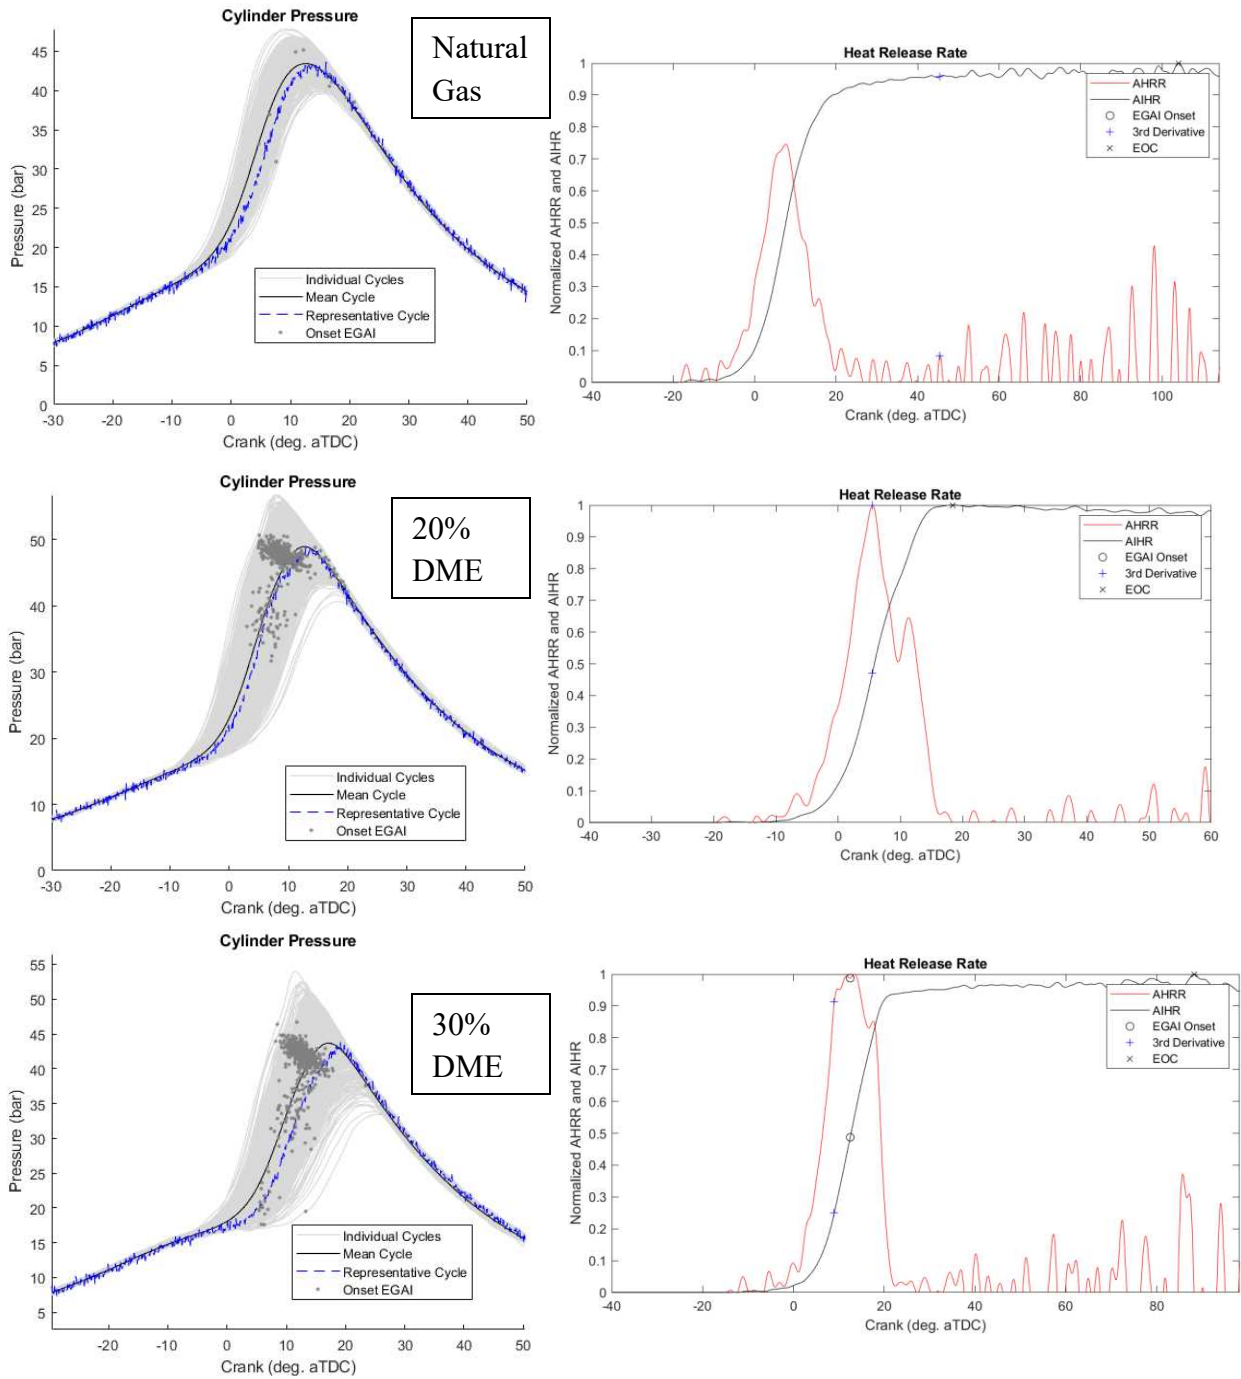 Cylinder Pressure
Natural
Gas
45
40
35
30
25
20
15
10
5
0
Pressure (bar)
-30 -20 -10 0 10 20 30 40 50
Crank (deg. aTDC)
Individual Cycles
Mean Cycle
Representative Cycle
Onset EGAI
Heat Release Rate
1
0.9
0.8
0.7
0.6
0.5
0.4
0.3
0.2
0.1
0
Normalized AHRR and AIHR
-40 -20 0 20 40 60 80 100
Crank (deg. aTDC)
AHRR
AIHR
EGAI Onset
3rd Derivative
EOC
Cylinder Pressure
20%
DME
50
40
30
20
10
0
Pressure (bar)
-30 -20 -10 0 10 20 30 40 50
Crank (deg. aTDC)
Individual Cycles
Mean Cycle
Representative Cycle
Onset EGAI
Heat Release Rate
1
0.9
0.8
0.7
0.6
0.5
0.4
0.3
0.2
0.1
0
Normalized AHRR and AIHR
-40 -30 -20 -10 0 10 20 30 40 50 60
Crank (deg. aTDC)
AHRR
AIHR
EGAI Onset
3rd Derivative
EOC
Cylinder Pressure
30%
DME
55
50
45
40
35
30
25
20
15
10
5
Pressure (bar)
-30 -20 -10 0 10 20 30 40 50
Crank (deg. aTDC)
Individual Cycles
Mean Cycle
Representative Cycle
Onset EGAI
Heat Release Rate
1
0.9
0.8
0.7
0.6
0.5
0.4
0.3
0.2
0.1
0
Normalized AHRR and AIHR
-40 -20 0 20 40 60 80
Crank (deg. aTDC)
AHRR
AIHR
EGAI Onset
3rd Derivative
EOC